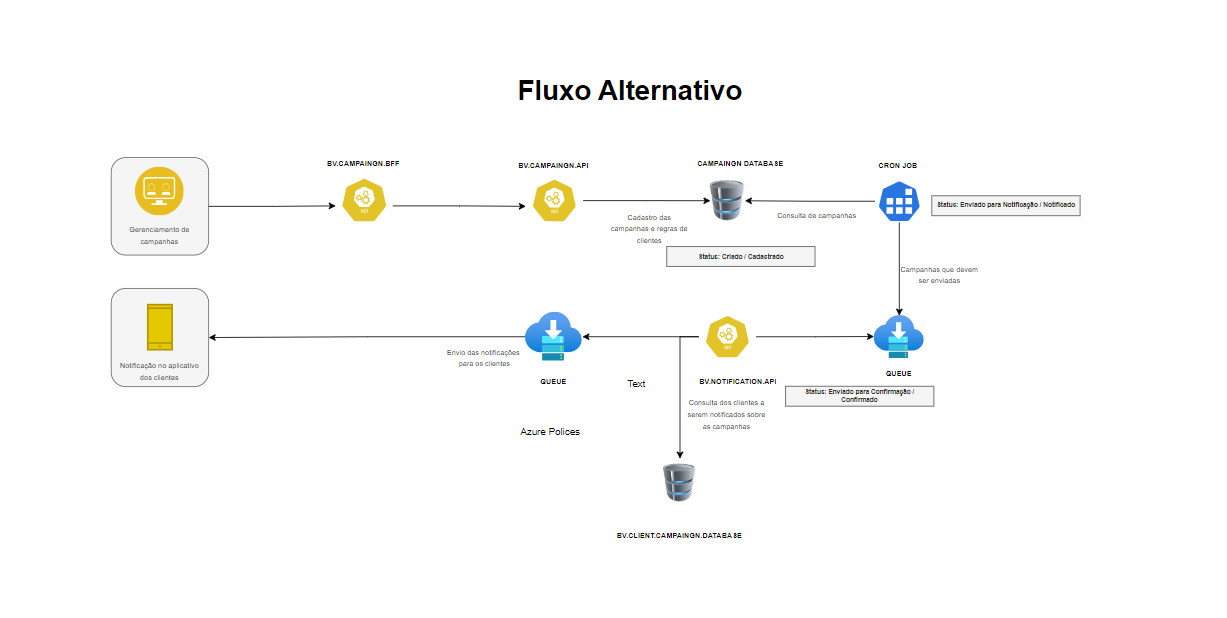 Fluxo Alternativo
BV.CAMPAINGN.BFF
BV.CAMPAINGN.API
CAMPAINGN DATABASE
CRON JOB
api
api
Status: Enviado para Notificação / Notificado
Gerenciamento de
campanhas
Cadastro das
campanhas e regras de
clientes
Consulta de campanhas
Status: Criado / Cadastrado
Campanhas que devem
ser enviadas
Notificação no aplicativo
dos clientes
Envio das notificações
para os clientes
QUEUE
api
BV.NOTIFICATION.API
QUEUE
Status: Enviado para Confirmação /
Confirmado
Text
Consulta dos clientes a
serem notificados sobre
as campanhas
Azure Polices
BV.CLIENT.CAMPAINGN.DATABASE